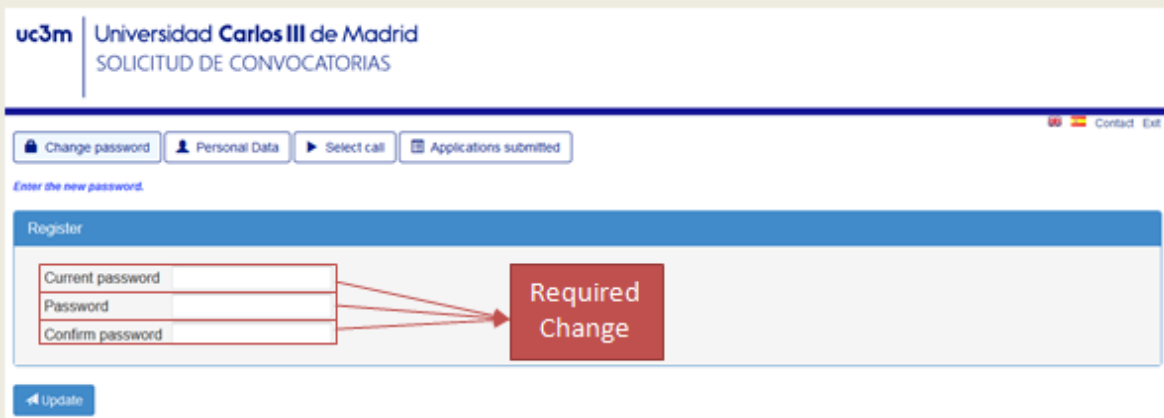 uc3m
Universidad Carlos III de Madrid
SOLICITUD DE CONVOCATORIAS
Contact Exit
Change password Personal Data Select call Applications submitted
Enter the new password.
Register
Current password
Password
Confirm password
Required
Change
Update